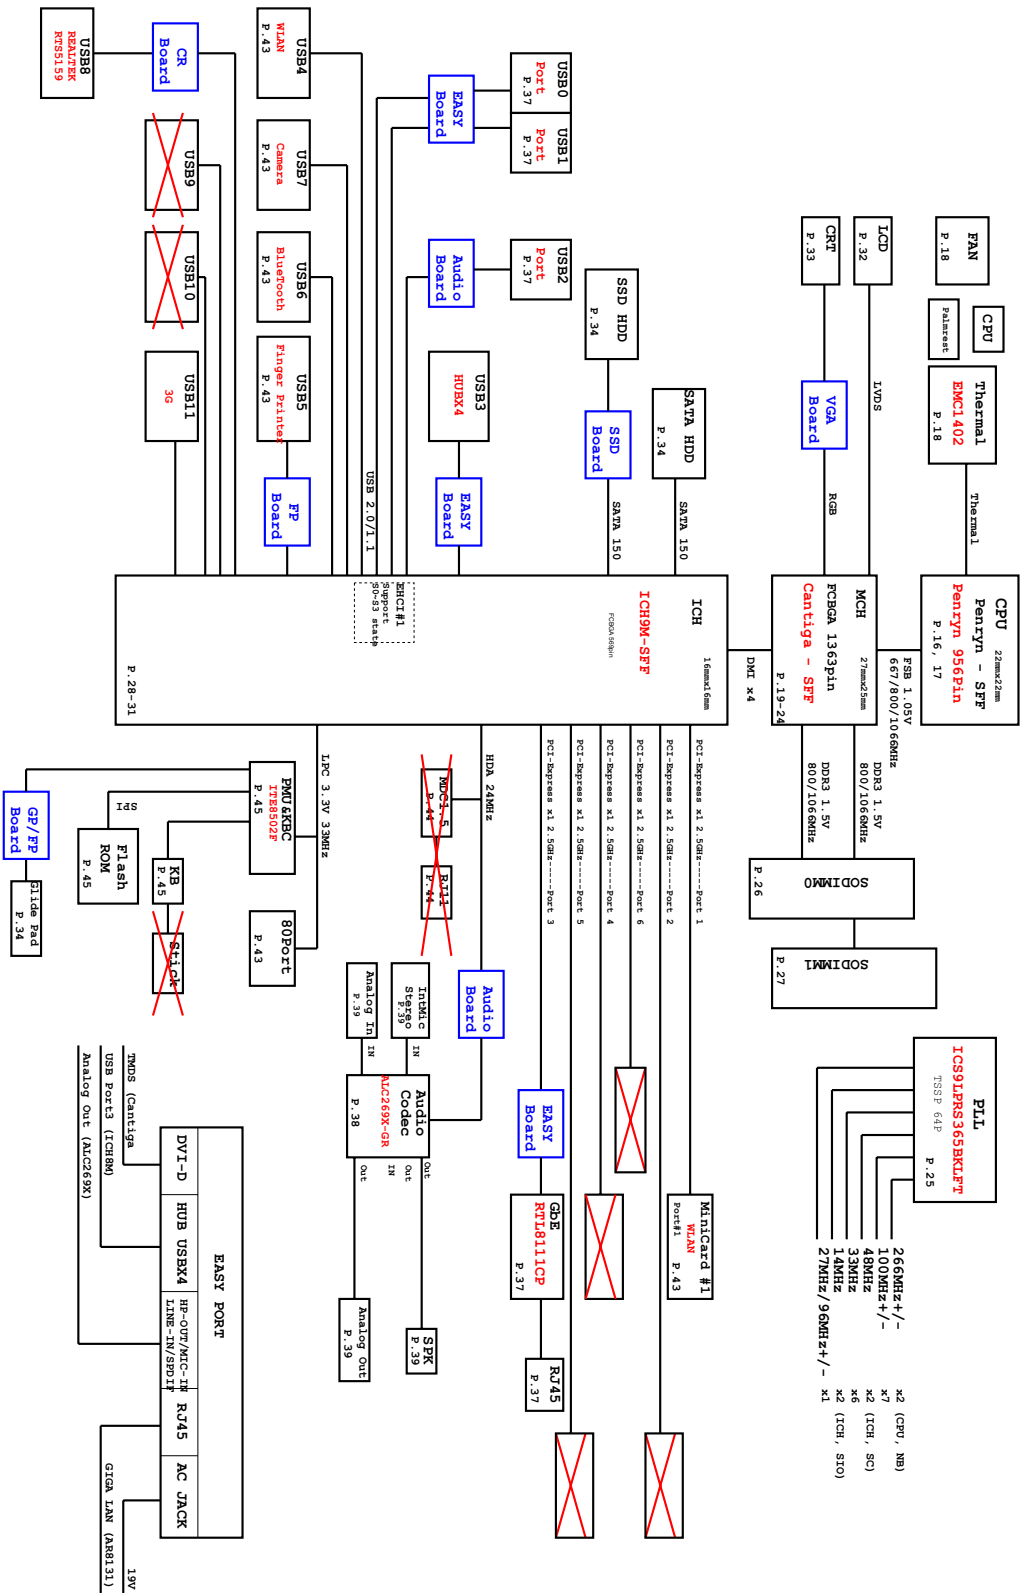 FAN
P.18
CPU
Palmrest
Thermal
EMC1402
P.18
Thermal
CPU
22mmx22mm
Penryn - SFF
Penryn 956Pin
P.16, 17
FSB 1.05V
667/800/1066MHz
LCD
P.32
LVDS
CRT
P.33
VGA
Board
RGB
MCH
27mmx25mm
FCBGA 1363pin
Cantiga - SFF
P.19-24
DDR3 1.5V
800/1066MHz
DDR3 1.5V
800/1066MHz
SODIMM0
P.26
SODIMM1
P.27
PLL
ICS9LPRS365BKLFT
TSSP 64P
P.25
266MHz+/-
x2 (CPU, NB)
100MHz+/-
x7
48MHz
x2 (ICH, SC)
33MHz
x6
14MHz
x2 (ICH, SIO)
27MHz/96MHz+/-
x1
DMI x4
SATA HDD
P.34
SATA 150
SSD HDD
P.34
SSD
Board
SATA 150
USB0
Port
P.37
USB1
Port
P.37
EASY
Board
USB2
Port
P.37
Audio
Board
USB3
HUBX4
EASY
Board
USB 2.0/1.1
USB4
WLAN
P.43
USB7
Camera
P.43
USB6
BlueTooth
P.43
USB5
Finger Printer
P.43
FP
Board
CR
Board
USB8
REALTEK
RTS5159
USB9
USB10
USB11
3G
ICH
16mmx16mm
ICH9M-SFF
FCBGA 569pin
EHCI#1
Support
S0~S3 state
P.28-31
PCI-Express x1 2.5GHz-----Port 1
PCI-Express x1 2.5GHz-----Port 2
PCI-Express x1 2.5GHz-----Port 6
PCI-Express x1 2.5GHz-----Port 4
PCI-Express x1 2.5GHz-----Port 5
PCI-Express x1 2.5GHz-----Port 3
MiniCard #1
WLAN
Port#1
P.43
EASY
Board
GbE
RTL8111CP
P.37
RJ45
P.37
HDA 24MHz
MDC1.5
P.44
RJ11
P.44
Audio
Board
IntMic
Stereo
P.39
IN
Analog In
P.39
IN
Audio
Codec
ALC269X-GR
P.38
Out
Out
IN
Out
SPK
P.39
Analog Out
P.39
LPC 3.3V 33MHz
PMU&KBC
ITE8502F
P.45
80Port
P.43
KB
P.45
Stick
SPI
Flash
ROM
P.45
GP/FP
Board
Glide Pad
P.34
EASY PORT
DVI-D
HUB USBX4
HP-OUT/MIC-IN
LINE-IN/SPDIF
RJ45
AC JACK
TMDS (Cantiga
USB Port3 (ICH8M)
Analog Out (ALC269X)
19V
GIGA LAN (AR8131)